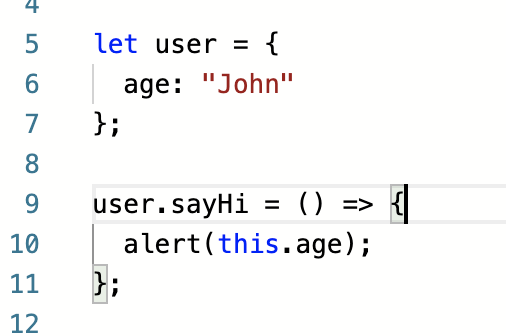 4
5 let user = {
6 age: "John"
7 };
8
9 user.sayHi = () => {
10 alert(this.age);
11 };
12